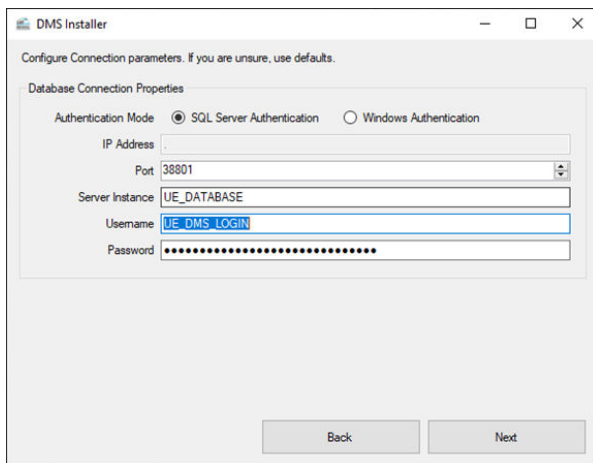 DMS Installer
Configure Connection parameters. If you are unsure, use defaults.
Database Connection Properties
Authentication Mode SQL Server Authentication Windows Authentication
IP Address .
Port 38801
Server Instance UE_DATABASE
Username UE_DMS_LOGIN
Password ●●●●●●●●●●●●●●●●●●●●●●●●●●●●●●
Back Next